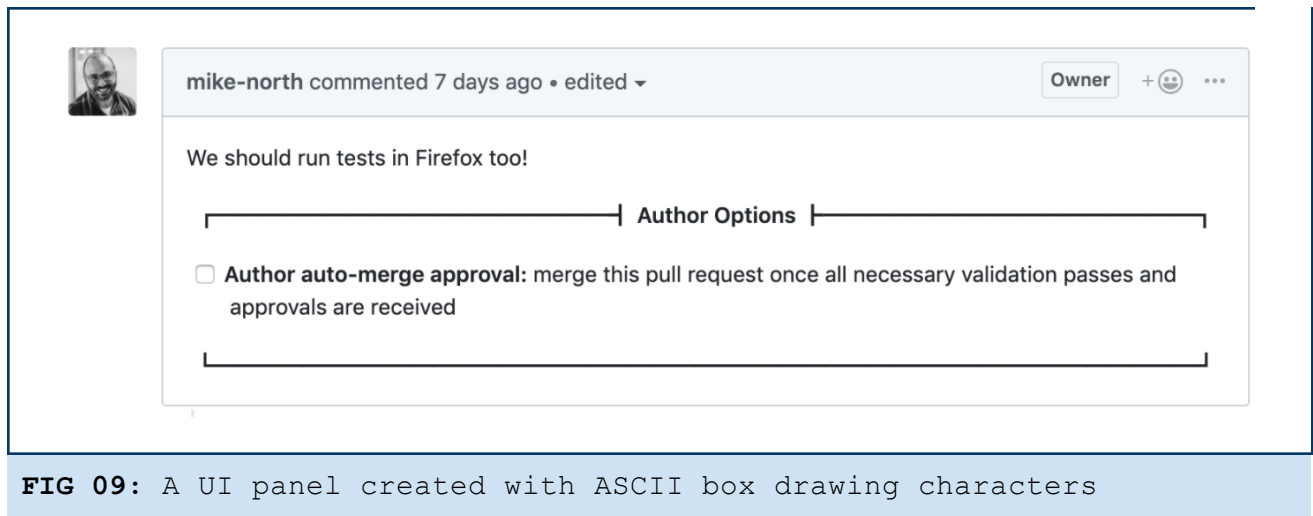 mike-north commented 7 days ago • edited
Owner
We should run tests in Firefox too!
Author Options
Author auto-merge approval: merge this pull request once all necessary validation passes and
approvals are received
FIG 09: A UI panel created with ASCII box drawing characters